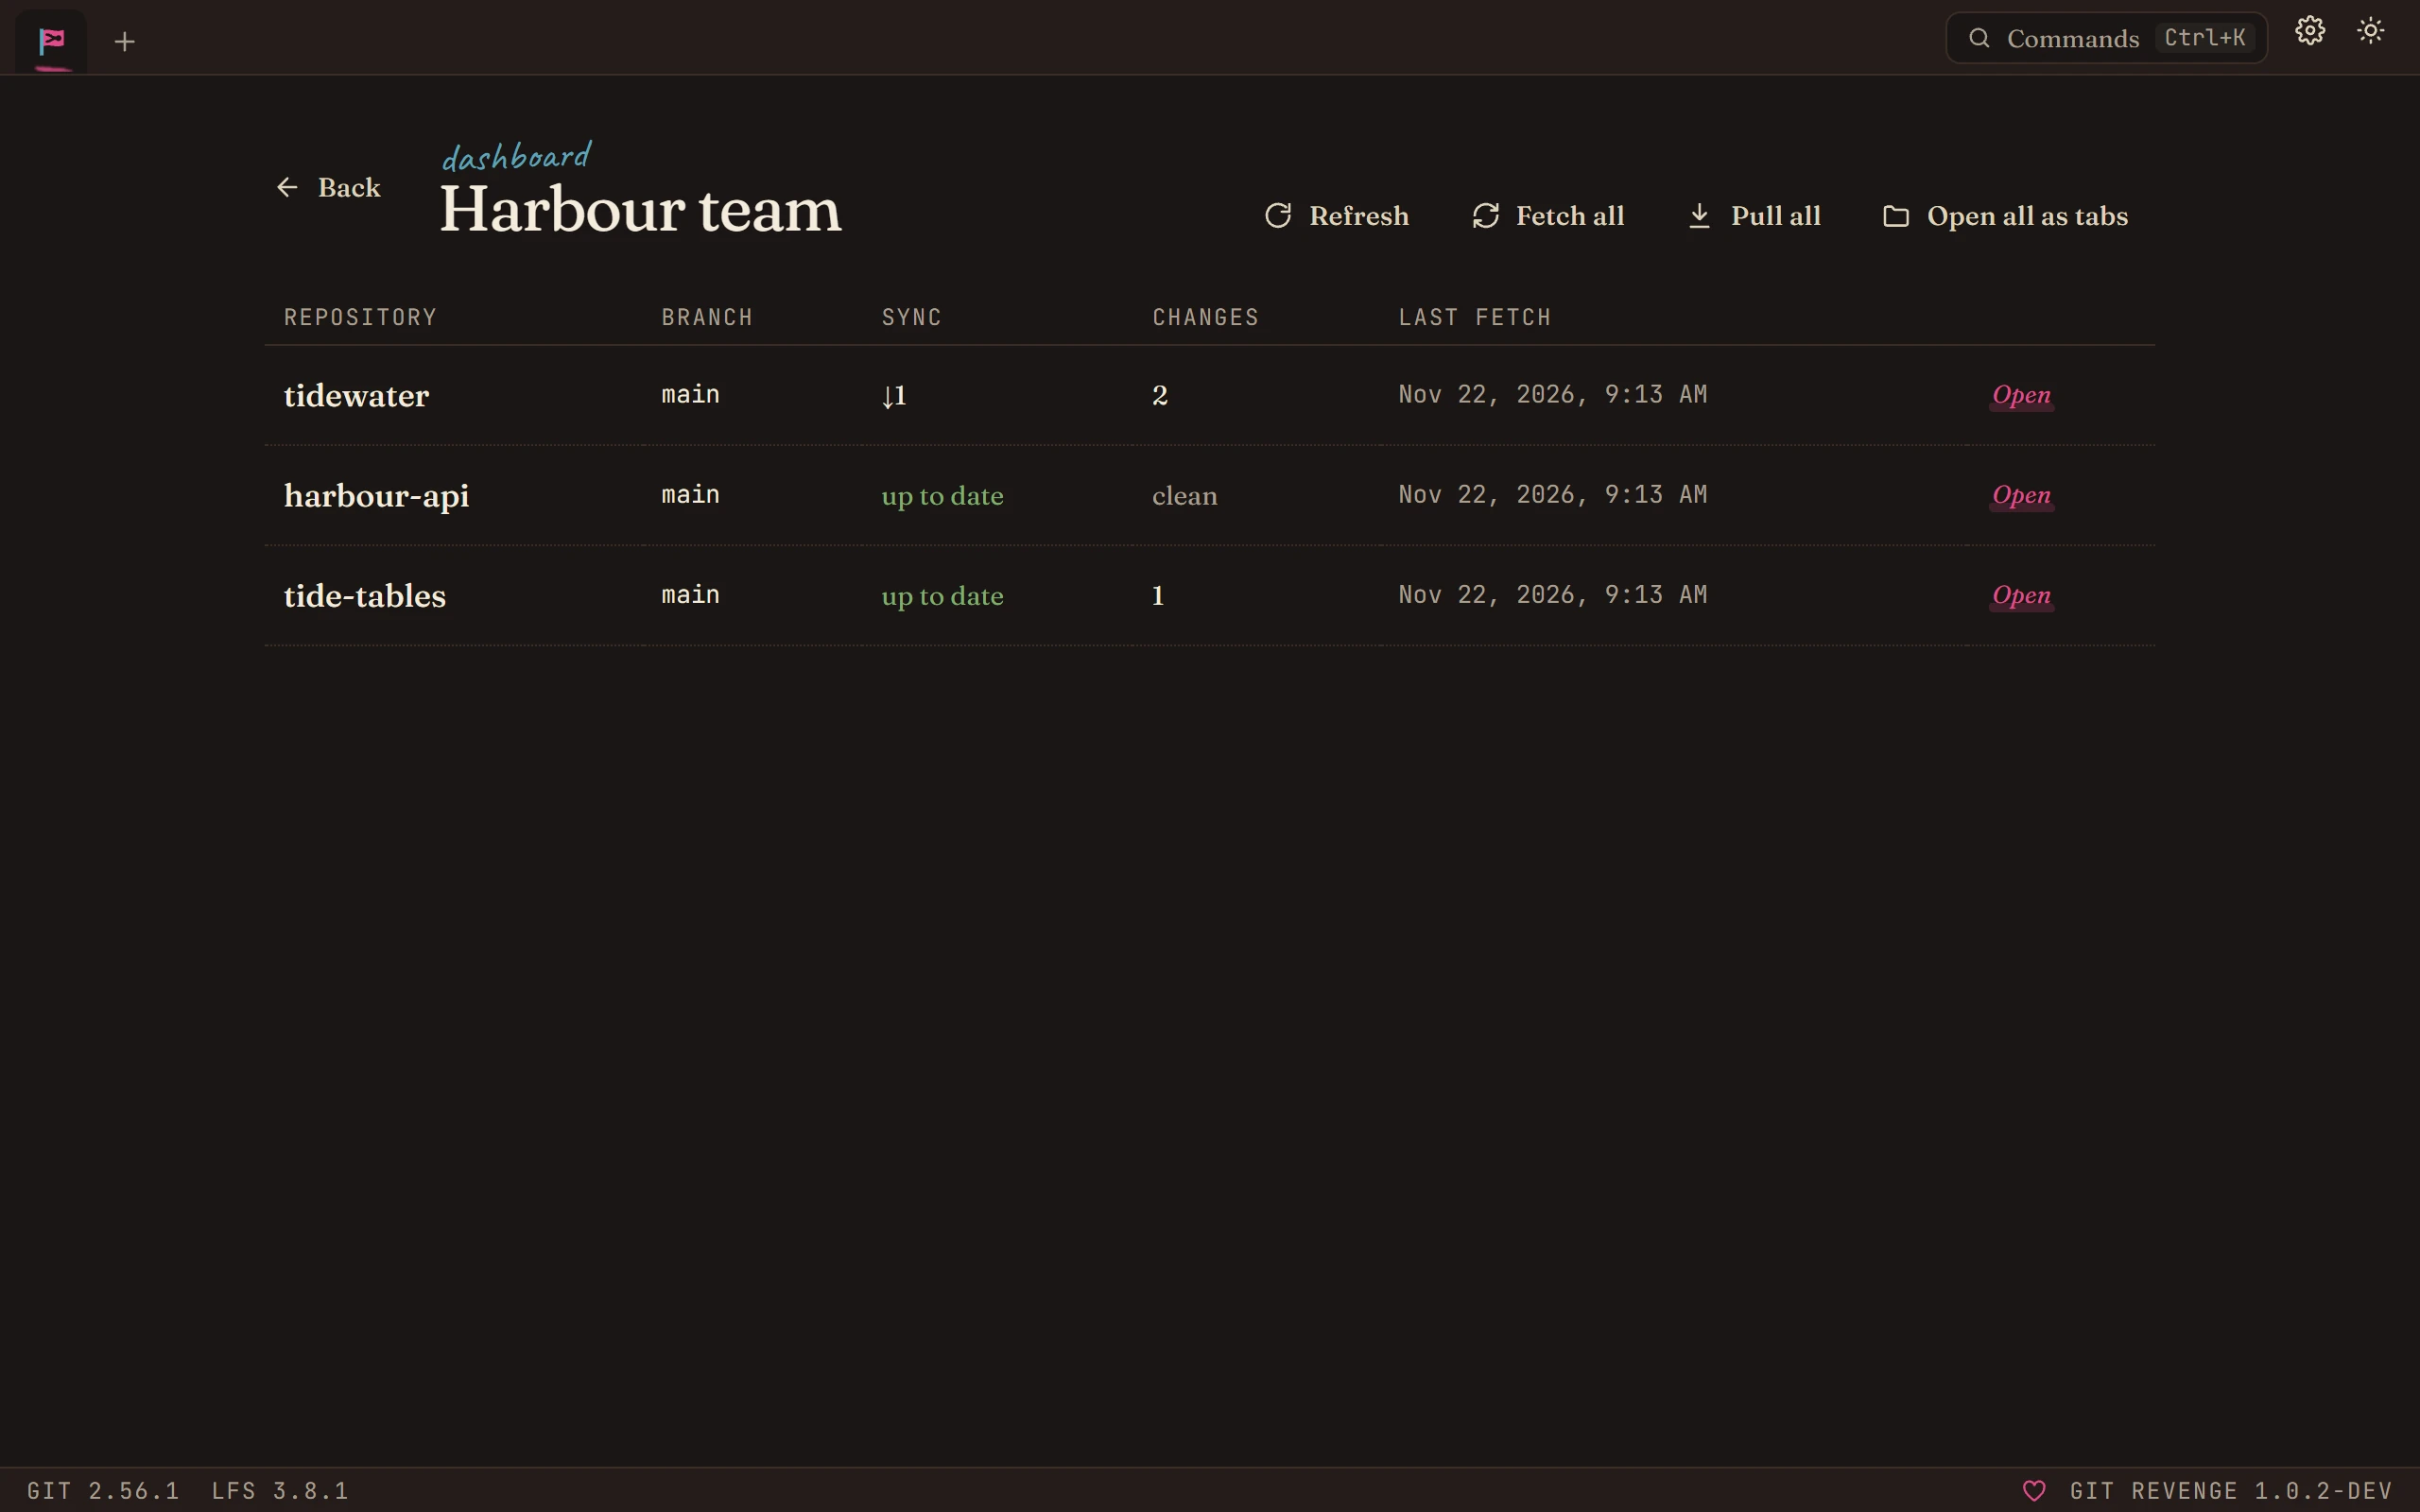 Commands Ctrl+K
dashboard
Back
Harbour team
Refresh Fetch all Pull all Open all as tabs
REPOSITORY BRANCH SYNC CHANGES LAST FETCH
tidewater main ↓1 2 Nov 22, 2026, 9:13 AM Open
harbour-api main up to date clean Nov 22, 2026, 9:13 AM Open
tide-tables main up to date 1 Nov 22, 2026, 9:13 AM Open
GIT 2.56.1 LFS 3.8.1 GIT REVENGE 1.0.2-DEV